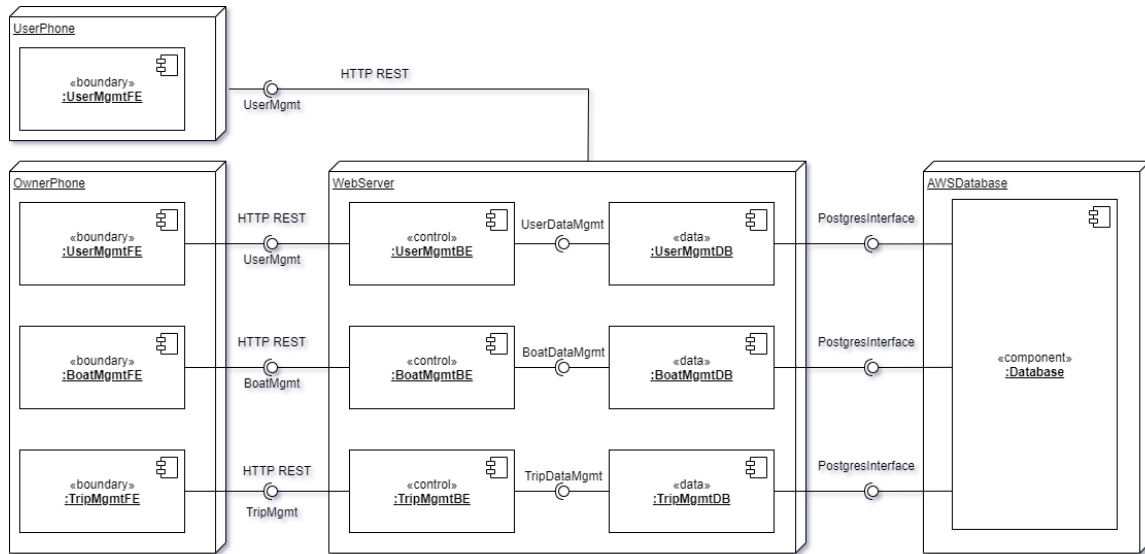 UserPhone
«boundary»
:UserMgmtFE
HTTP REST
UserMgmt
OwnerPhone
«boundary»
:UserMgmtFE
HTTP REST
UserMgmt
«boundary»
:BoatMgmtFE
HTTP REST
BoatMgmt
«boundary»
:TripMgmtFE
HTTP REST
TripMgmt
WebServer
«control»
:UserMgmtBE
UserDataMgmt
«data»
:UserMgmtDB
«control»
:BoatMgmtBE
BoatDataMgmt
«data»
:BoatMgmtDB
«control»
:TripMgmtBE
TripDataMgmt
«data»
:TripMgmtDB
PostgresInterface
PostgresInterface
PostgresInterface
AWSDatabase
«component»
:Database